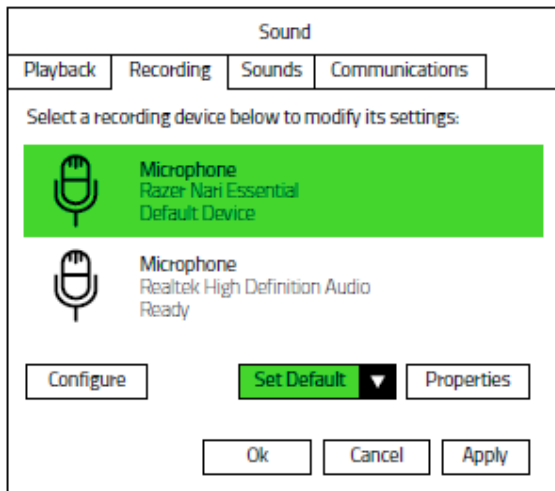 Sound
Playback Recording Sounds Communications
Select a recording device below to modify its settings:
Microphone
Razer Nari Essential
Default Device
Microphone
Realtek High Definition Audio
Ready
Configure Set Default Properties
Ok Cancel Apply